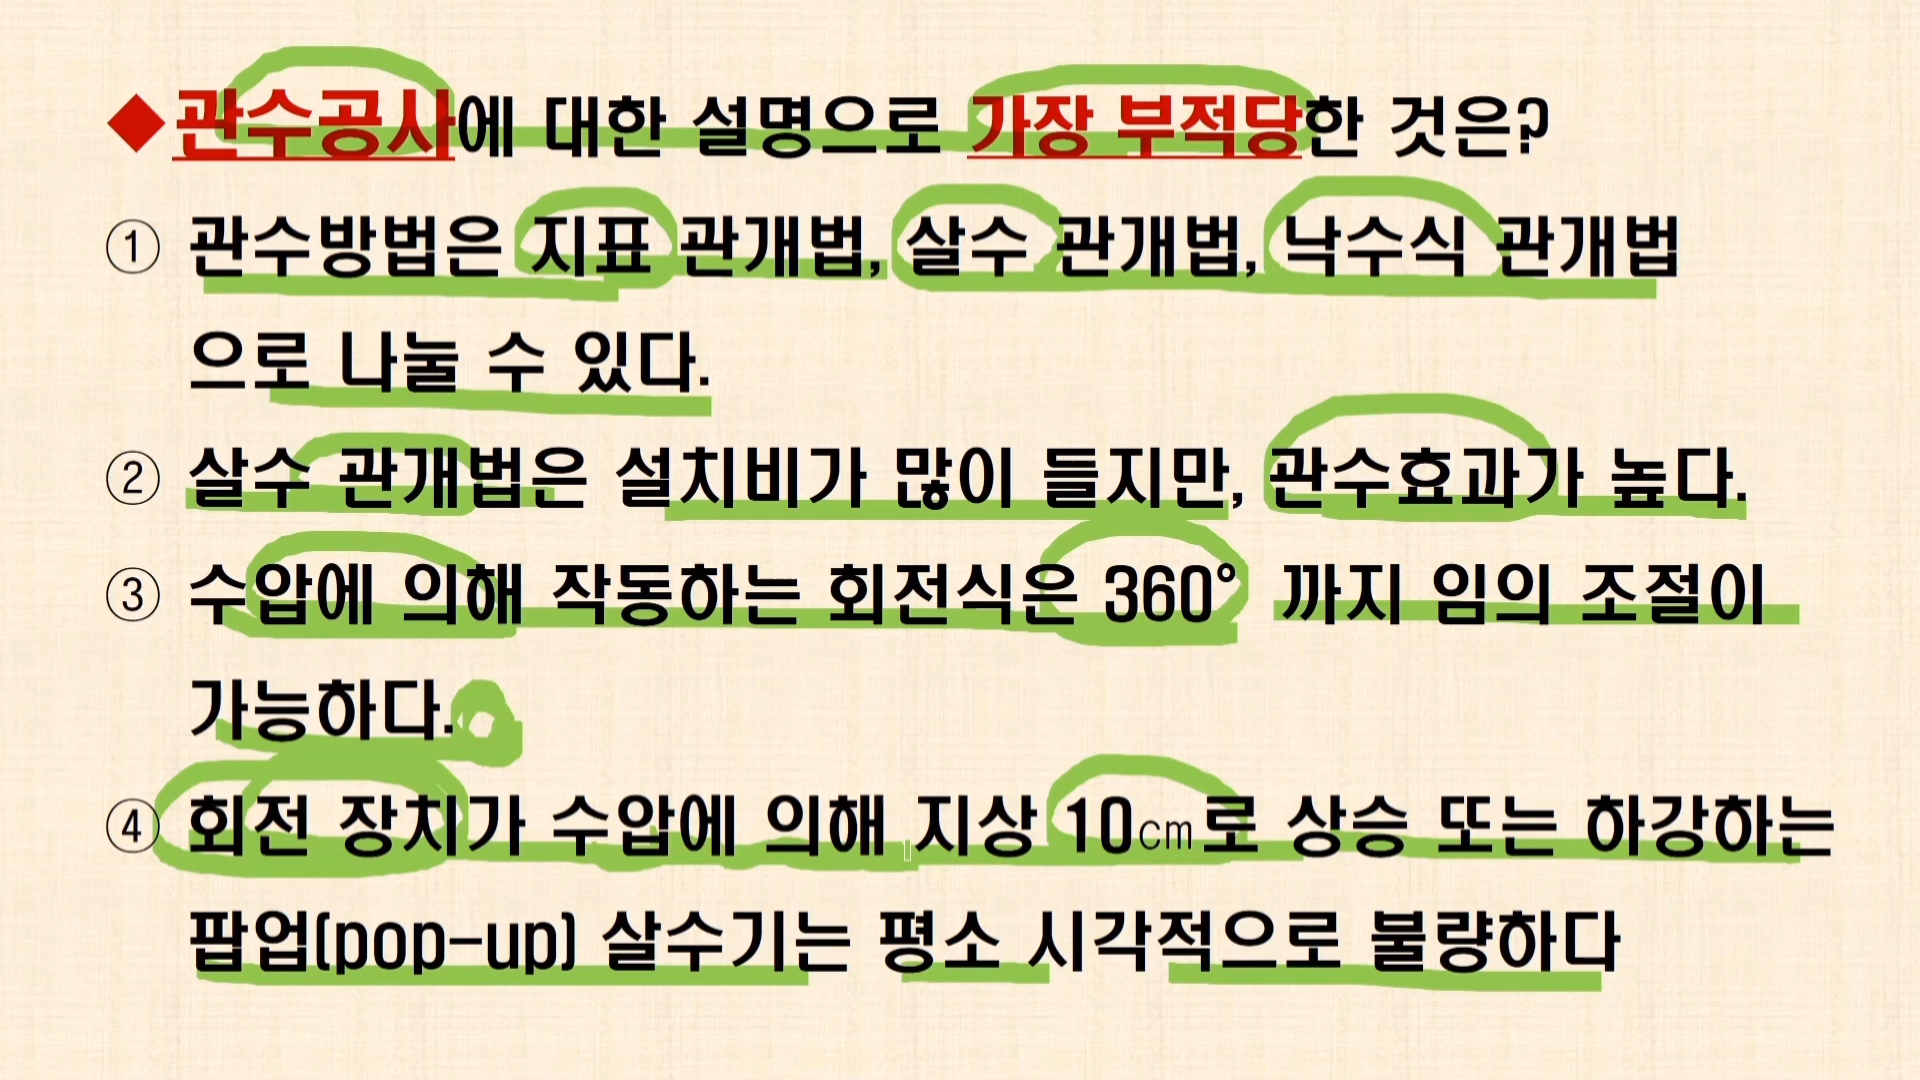 ◆관수공사에 대한 설명으로 가장 부적당한 것은?
① 관수방법은 지표 관개법, 살수 관개법, 낙수식 관개법
으로 나눌 수 있다.
② 살수 관개법은 설치비가 많이 들지만, 관수효과가 높다.
③ 수압에 의해 작동하는 회전식은 360° 까지 임의 조절이
가능하다.
④ 회전 장치가 수압에 의해 지상 10㎝로 상승 또는 하강하는
팝업(pop-up) 살수기는 평소 시각적으로 불량하다